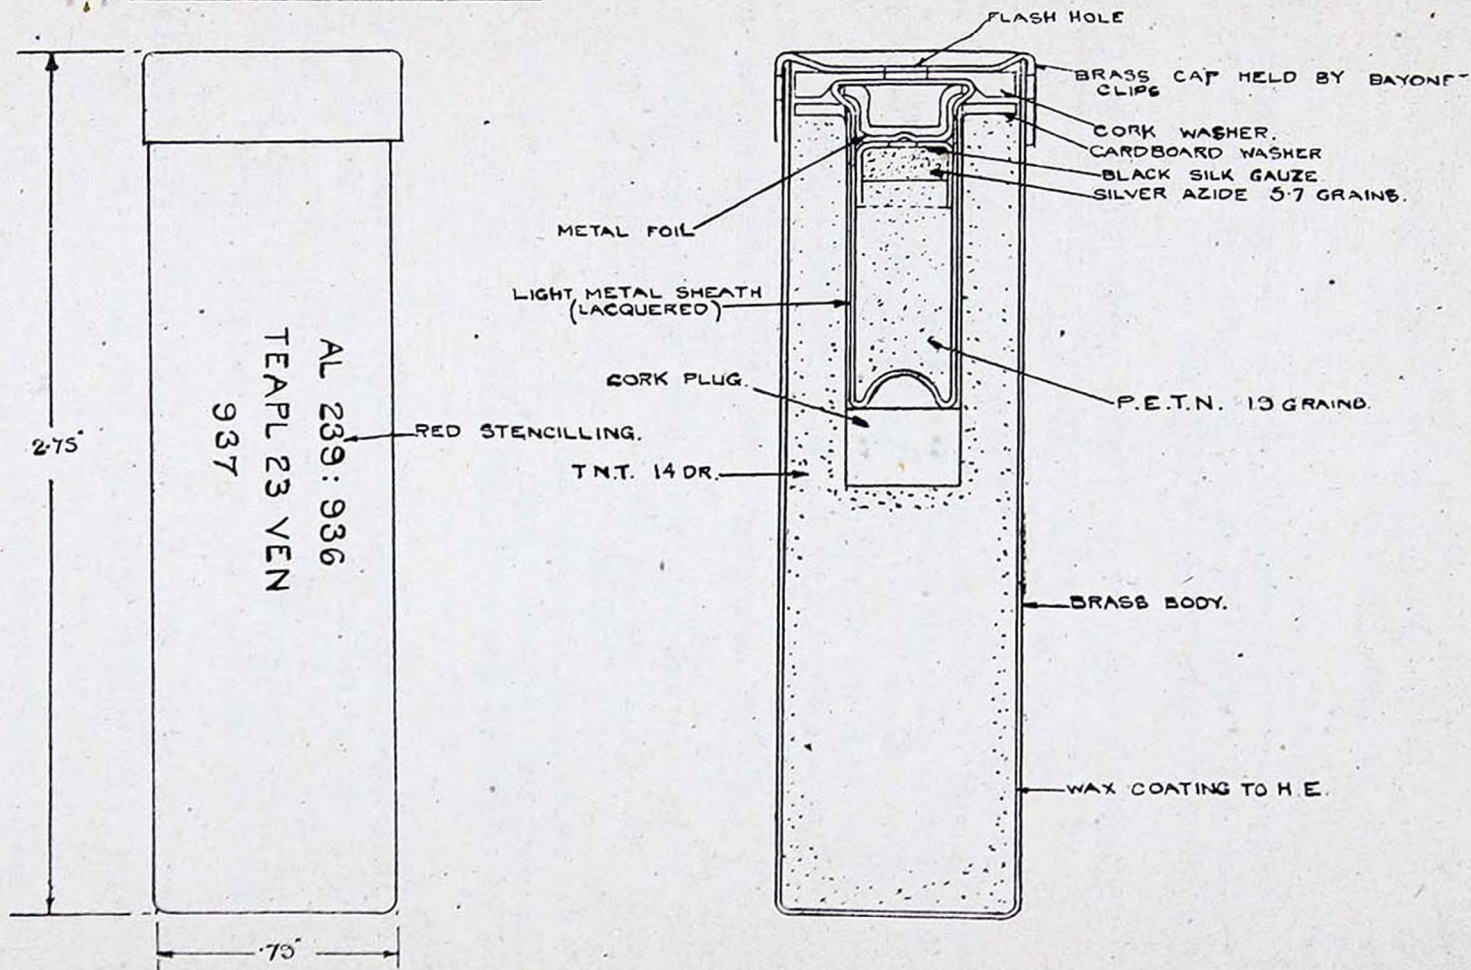 FLASH HOLE
BRASS CAP HELD BY BAYONET
CLIPS
CORK WASHER.
CARDBOARD WASHER
BLACK SILK GAUZE
SILVER AZIDE 5·7 GRAINS.
METAL FOIL
LIGHT METAL SHEATH
(LACQUERED)
CORK PLUG.
P.E.T.N. 19 GRAINS.
AL 239: 936
TEAPL 23 VEN
937
2·75"
RED STENCILLING.
T.N.T. 14 DR.
BRASS BODY.
WAX COATING TO H.E.
·75"